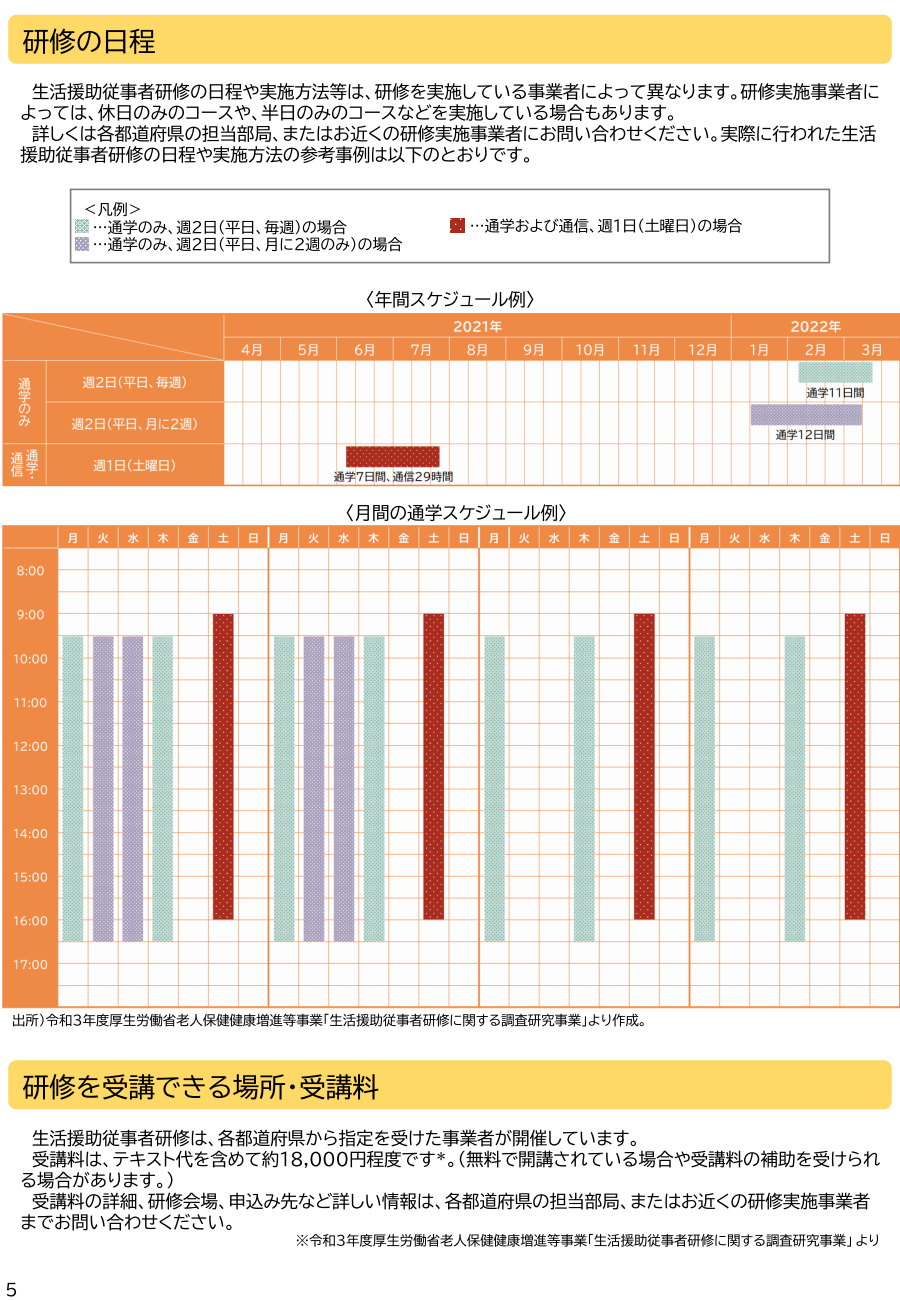 研修の日程
生活援助従事者研修の日程や実施方法等は、研修を実施している事業者によって異なります。研修実施事業者に
よっては、休日のみのコースや、半日のみのコースなどを実施している場合もあります。
詳しくは各都道府県の担当部局、またはお近くの研修実施事業者にお問い合わせください。実際に行われた生活
援助従事者研修の日程や実施方法の参考事例は以下のとおりです。
＜凡例＞
…通学のみ、週2日（平日、毎週）の場合
…通学および通信、週1日（土曜日）の場合
…通学のみ、週2日（平日、月に2週のみ）の場合
〈年間スケジュール例〉
2021年 2022年
4月 5月 6月 7月 8月 9月 10月 11月 12月 1月 2月 3月
通学のみ
週2日（平日、毎週）
通学11日間
週2日（平日、月に2週）
通学12日間
通学・通信
週1日（土曜日）
通学7日間、通信29時間
〈月間の通学スケジュール例〉
月 火 水 木 金 土 日 月 火 水 木 金 土 日 月 火 水 木 金 土 日 月 火 水 木 金 土 日
8:00
9:00
10:00
11:00
12:00
13:00
14:00
15:00
16:00
17:00
出所）令和3年度厚生労働省老人保健健康増進等事業「生活援助従事者研修に関する調査研究事業」より作成。
研修を受講できる場所・受講料
生活援助従事者研修は、各都道府県から指定を受けた事業者が開催しています。
受講料は、テキスト代を含めて約18,000円程度です*。（無料で開講されている場合や受講料の補助を受けられ
る場合があります。）
受講料の詳細、研修会場、申込み先など詳しい情報は、各都道府県の担当部局、またはお近くの研修実施事業者
までお問い合わせください。
※令和3年度厚生労働省老人保健健康増進等事業「生活援助従事者研修に関する調査研究事業」より
5